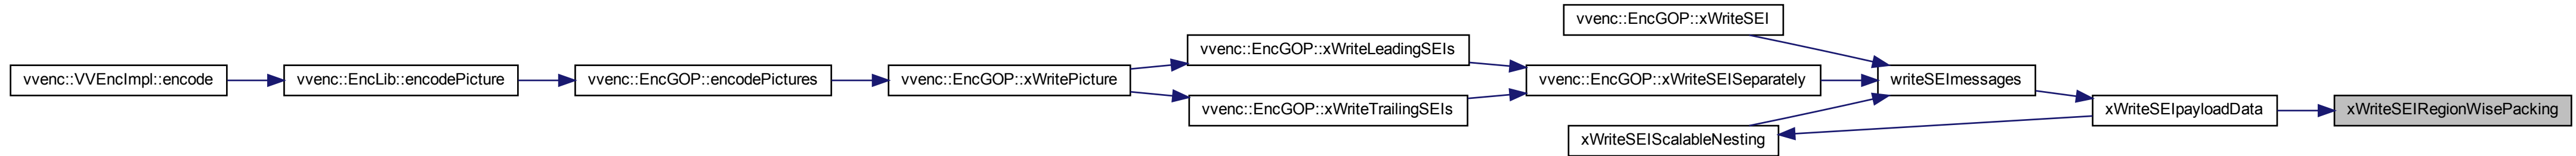 vvenc::VVEncImpl::encode
vvenc::EncLib::encodePicture
vvenc::EncGOP::encodePictures
vvenc::EncGOP::xWritePicture
vvenc::EncGOP::xWriteLeadingSEIs
vvenc::EncGOP::xWriteTrailingSEIs
vvenc::EncGOP::xWriteSEI
vvenc::EncGOP::xWriteSEISeparately
xWriteSEIScalableNesting
writeSEImessages
xWriteSEIpayloadData
xWriteSEIRegionWisePacking